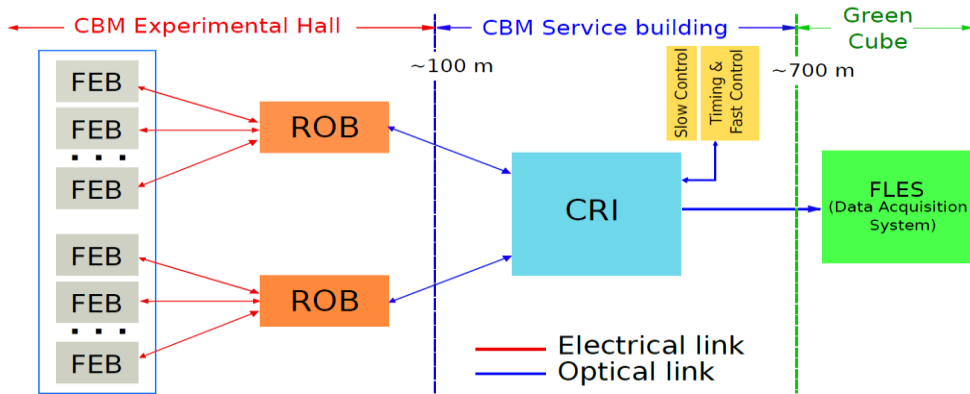 CBM Experimental Hall
CBM Service building
Green
Cube
~100 m
~700 m
FEB
FEB
. . .
FEB
FEB
FEB
. . .
FEB
ROB
ROB
CRI
Slow Control
Timing &
Fast Control
FLES
(Data Acquisition
System)
Electrical link
Optical link